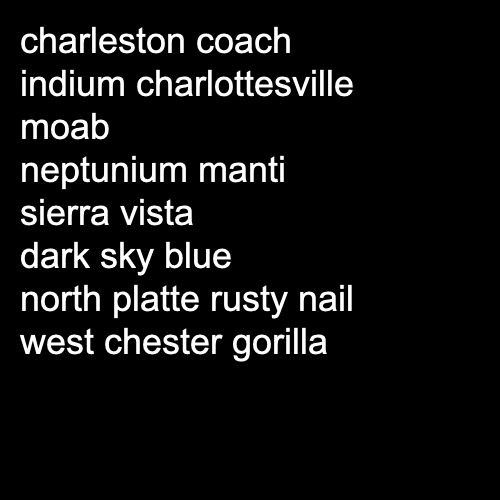 charleston coach
indium charlottesville
moab
neptunium manti
sierra vista
dark sky blue
north platte rusty nail
west chester gorilla